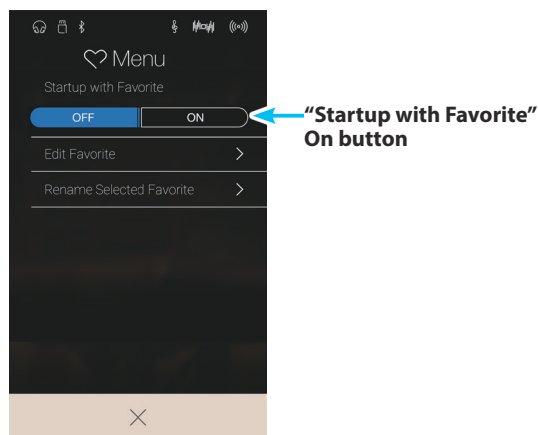 Menu
Startup with Favorite
OFF ON
“Startup with Favorite”
On button
Edit Favorite
Rename Selected Favorite